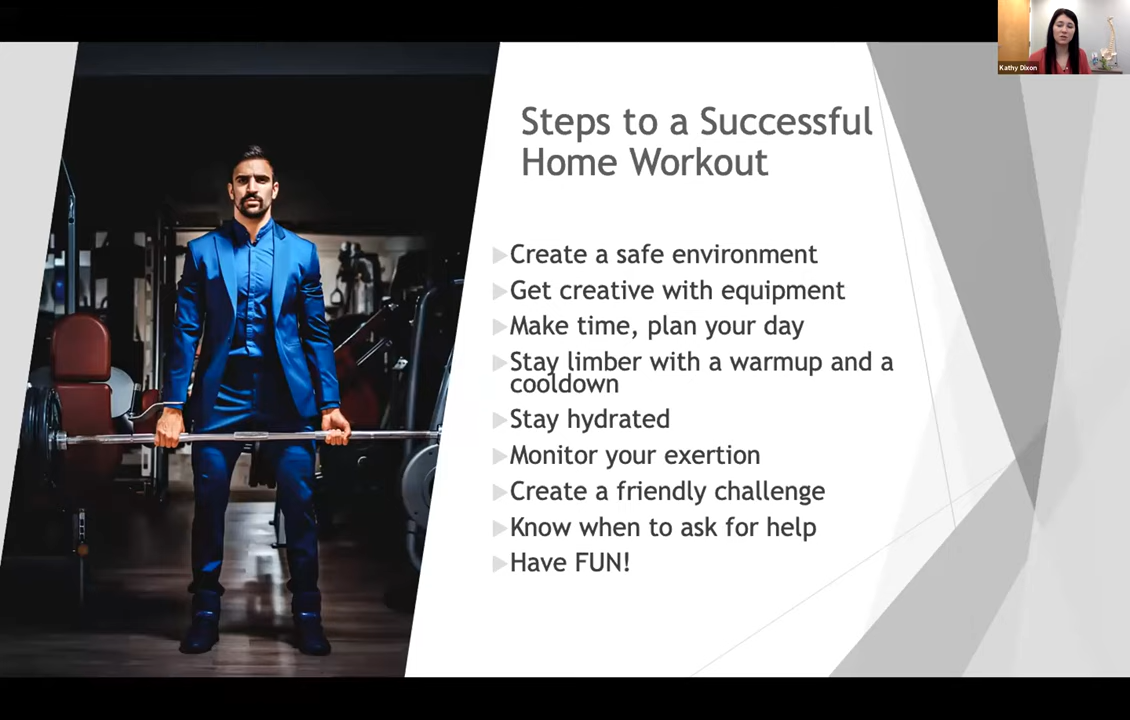 Kathy Dixon
Steps to a Successful
Home Workout
Create a safe environment
Get creative with equipment
Make time, plan your day
Stay limber with a warmup and a
cooldown
Stay hydrated
Monitor your exertion
Create a friendly challenge
Know when to ask for help
Have FUN!